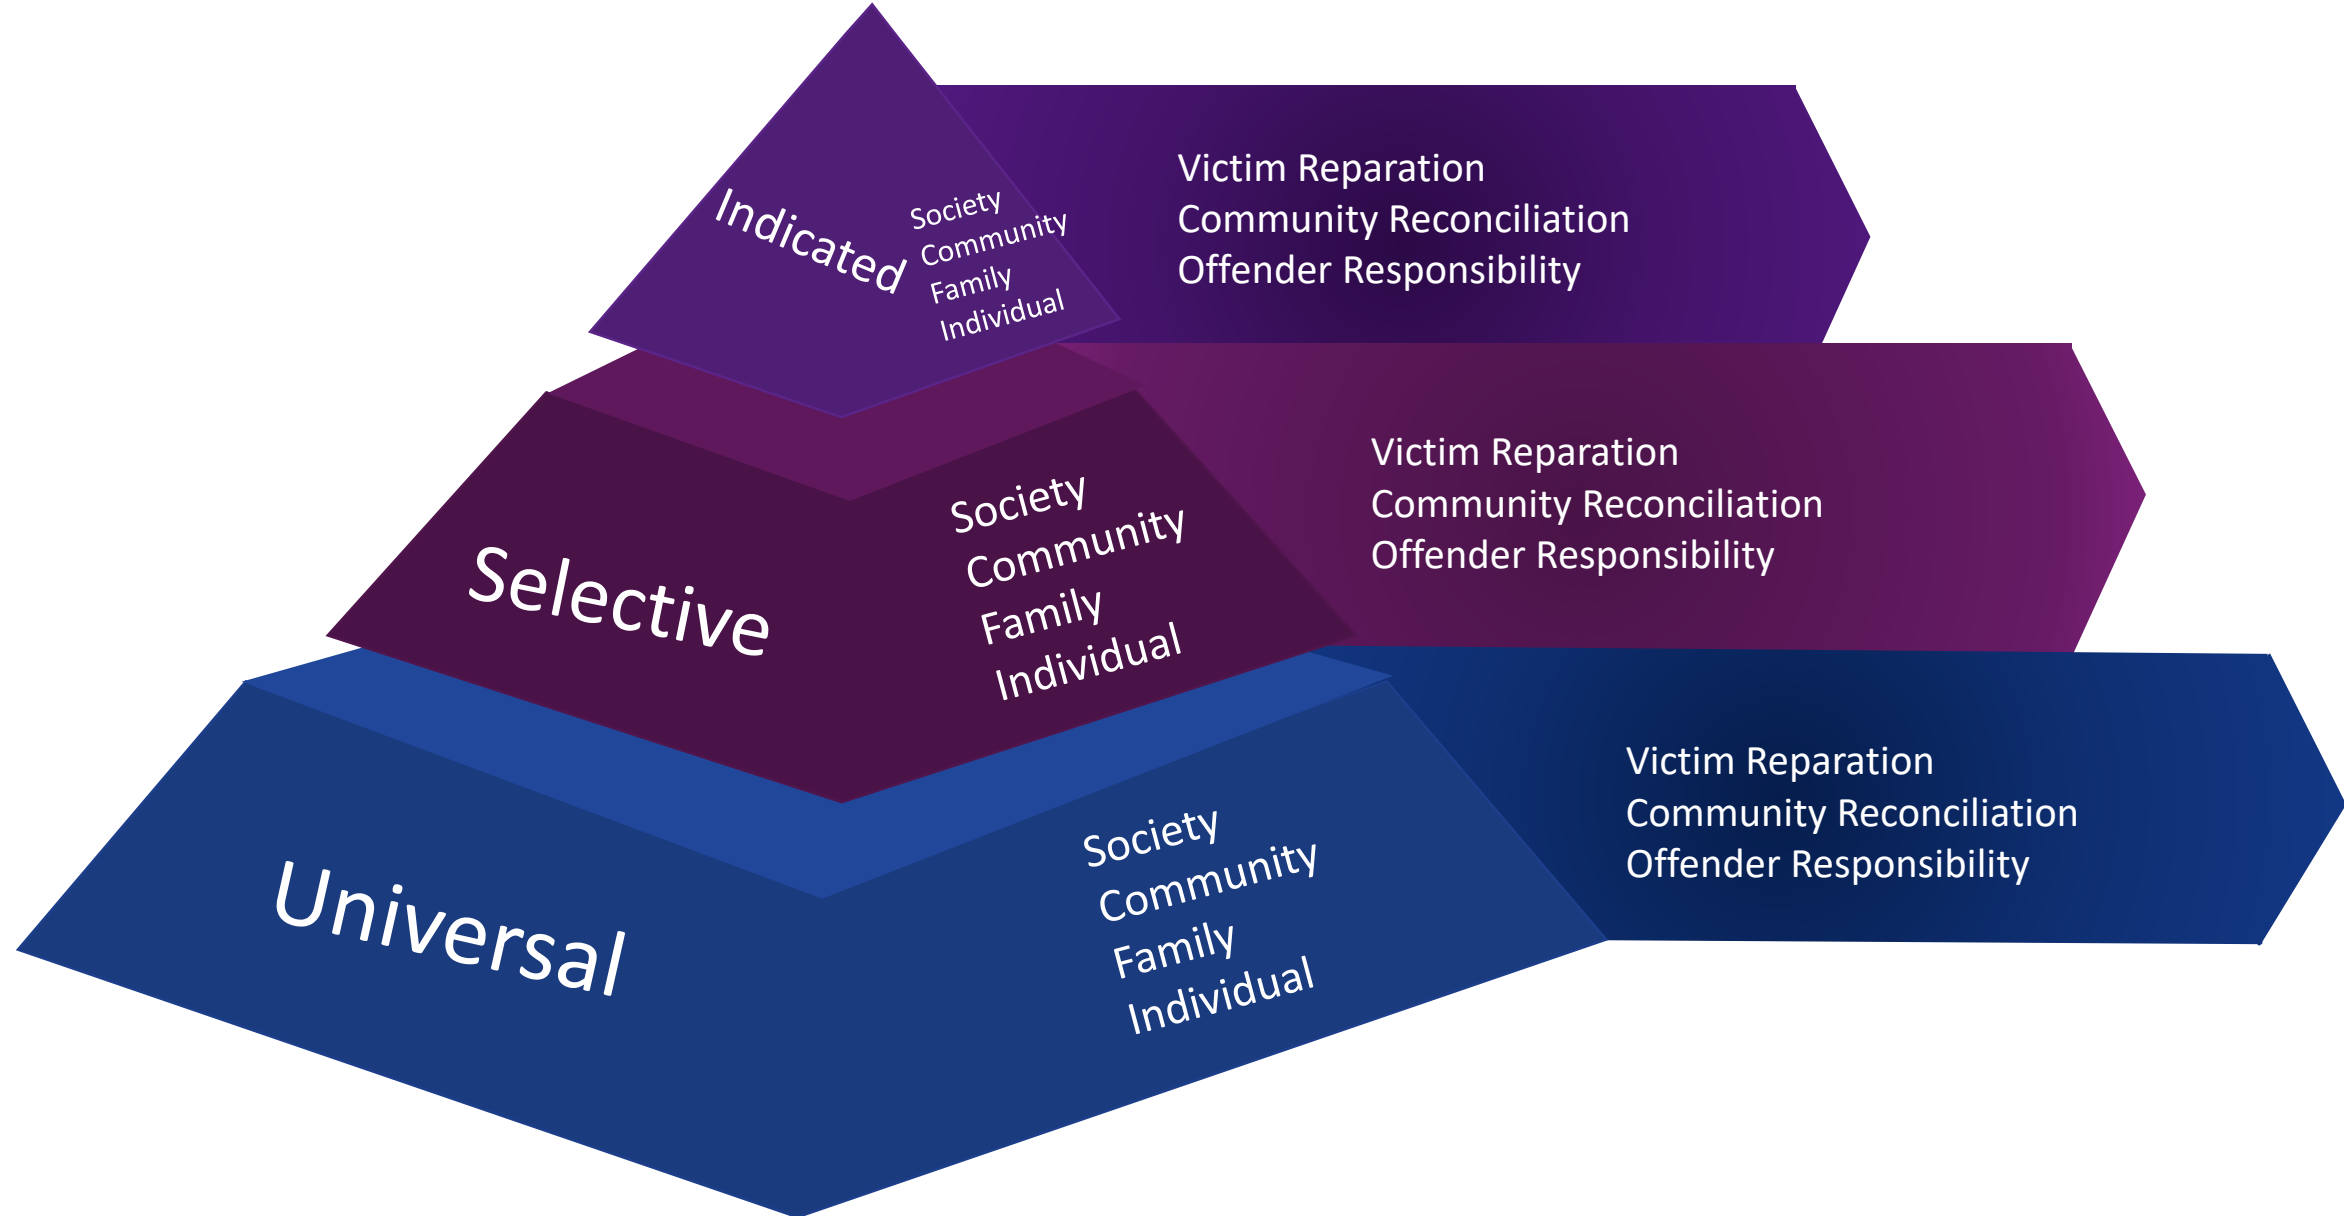 Indicated
Society
Community
Family
Individual
Victim Reparation
Community Reconciliation
Offender Responsibility
Selective
Society
Community
Family
Individual
Victim Reparation
Community Reconciliation
Offender Responsibility
Universal
Society
Community
Family
Individual
Victim Reparation
Community Reconciliation
Offender Responsibility